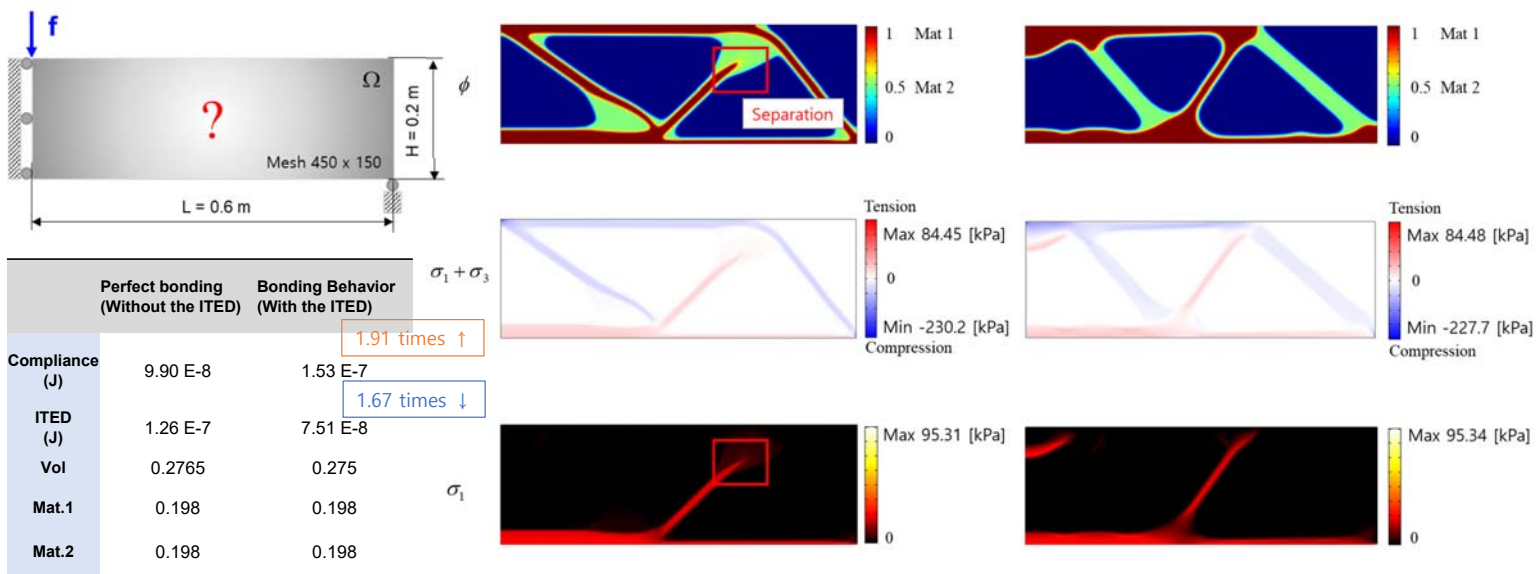 f
Ω
?
Mesh 450 x 150
H = 0.2 m
L = 0.6 m
Perfect bonding
(Without the ITED)
Bonding Behavior
(With the ITED)
1.91 times ↑
Compliance
(J)
9.90 E-8
1.53 E-7
1.67 times ↓
ITED
(J)
1.26 E-7
7.51 E-8
Vol
0.2765
0.275
Mat.1
0.198
0.198
Mat.2
0.198
0.198
ϕ
Separation
1 Mat 1
0.5 Mat 2
0
1 Mat 1
0.5 Mat 2
0
σ₁ + σ₃
Tension
Max 84.45 [kPa]
0
Min -230.2 [kPa]
Compression
Tension
Max 84.48 [kPa]
0
Min -227.7 [kPa]
Compression
σ₁
Max 95.31 [kPa]
0
Max 95.34 [kPa]
0